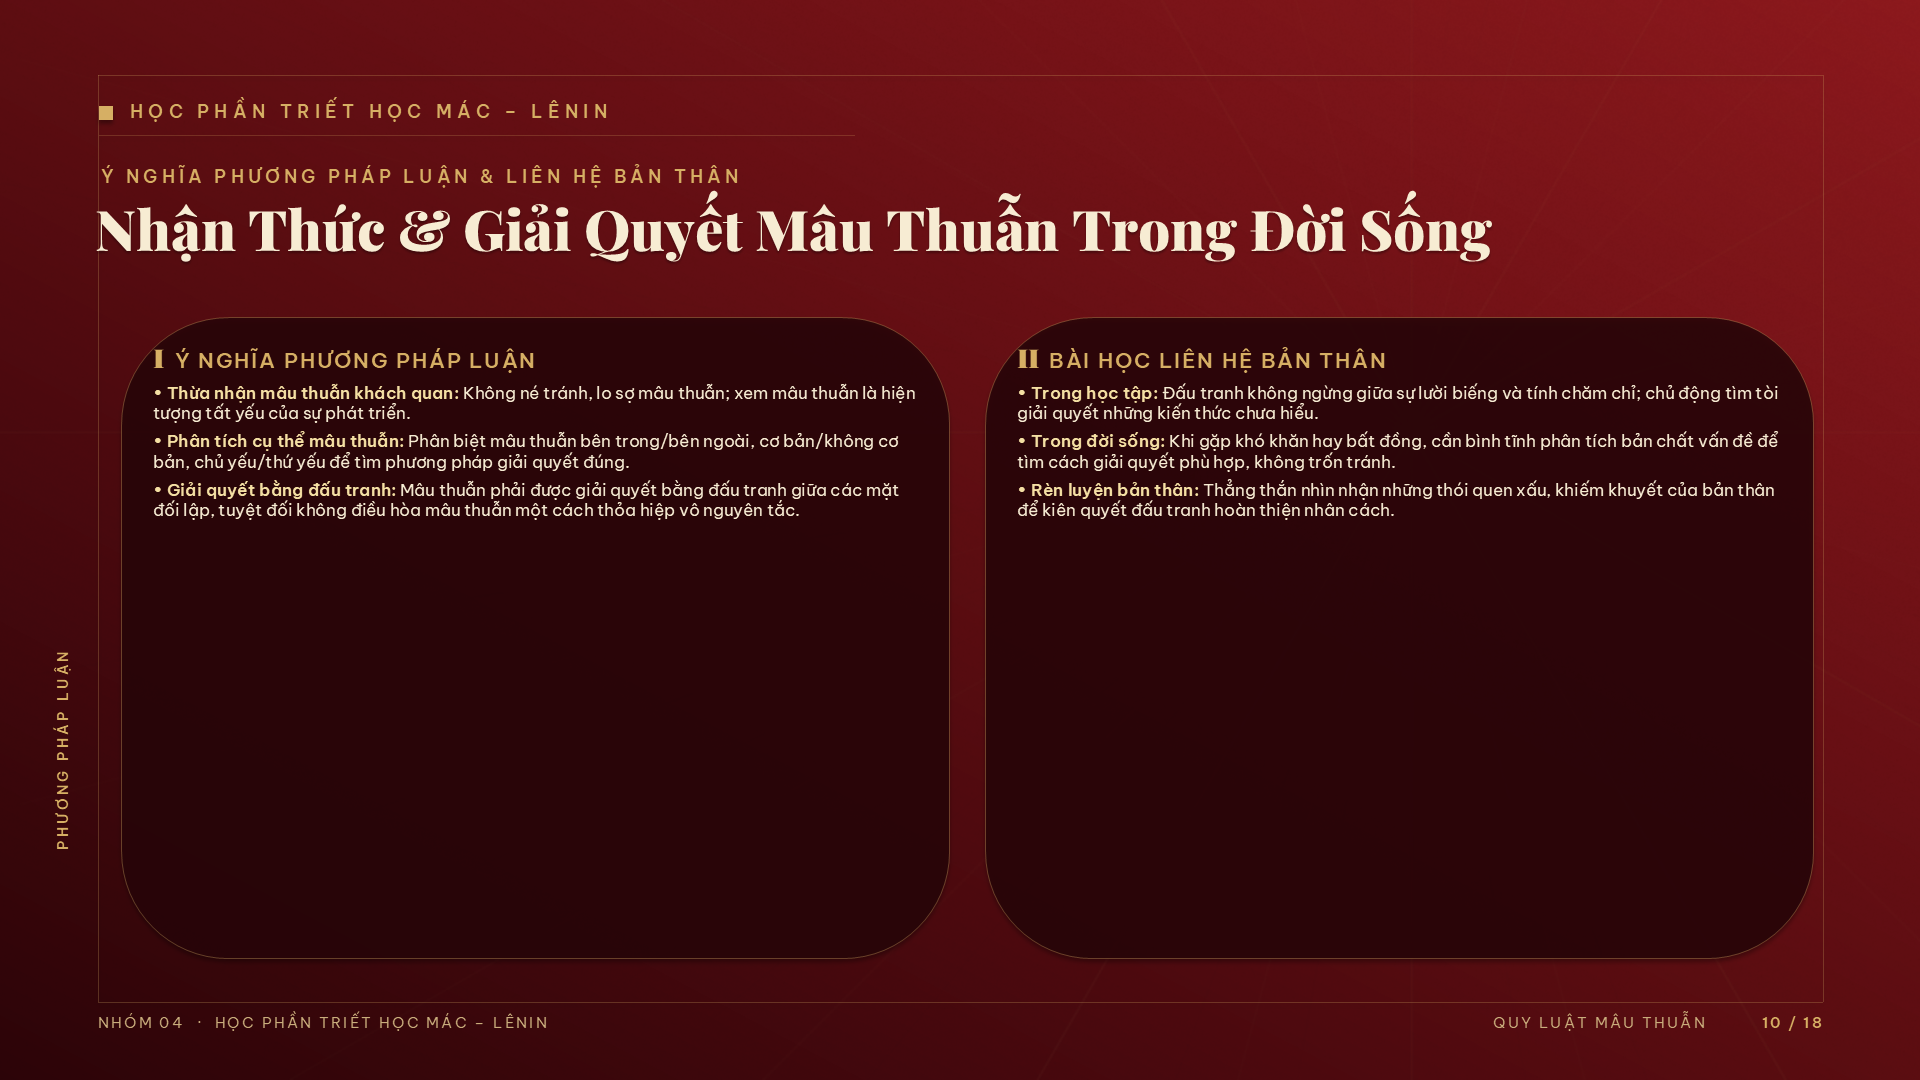 HỌC PHẦN TRIẾT HỌC MÁC – LÊNIN
Ý NGHĨA PHƯƠNG PHÁP LUẬN & LIÊN HỆ BẢN THÂN
Nhận Thức & Giải Quyết Mâu Thuẫn Trong Đời Sống
I Ý NGHĨA PHƯƠNG PHÁP LUẬN
• Thừa nhận mâu thuẫn khách quan: Không né tránh, lo sợ mâu thuẫn; xem mâu thuẫn là hiện
tượng tất yếu của sự phát triển.
• Phân tích cụ thể mâu thuẫn: Phân biệt mâu thuẫn bên trong/bên ngoài, cơ bản/không cơ
bản, chủ yếu/thứ yếu để tìm phương pháp giải quyết đúng.
• Giải quyết bằng đấu tranh: Mâu thuẫn phải được giải quyết bằng đấu tranh giữa các mặt
đối lập, tuyệt đối không điều hòa mâu thuẫn một cách thỏa hiệp vô nguyên tắc.
II BÀI HỌC LIÊN HỆ BẢN THÂN
• Trong học tập: Đấu tranh không ngừng giữa sự lười biếng và tính chăm chỉ; chủ động tìm tòi
giải quyết những kiến thức chưa hiểu.
• Trong đời sống: Khi gặp khó khăn hay bất đồng, cần bình tĩnh phân tích bản chất vấn đề để
tìm cách giải quyết phù hợp, không trốn tránh.
• Rèn luyện bản thân: Thẳng thắn nhìn nhận những thói quen xấu, khiếm khuyết của bản thân
để kiên quyết đấu tranh hoàn thiện nhân cách.
PHƯƠNG PHÁP LUẬN
NHÓM 04 · HỌC PHẦN TRIẾT HỌC MÁC – LÊNIN
QUY LUẬT MÂU THUẪN 10 / 18